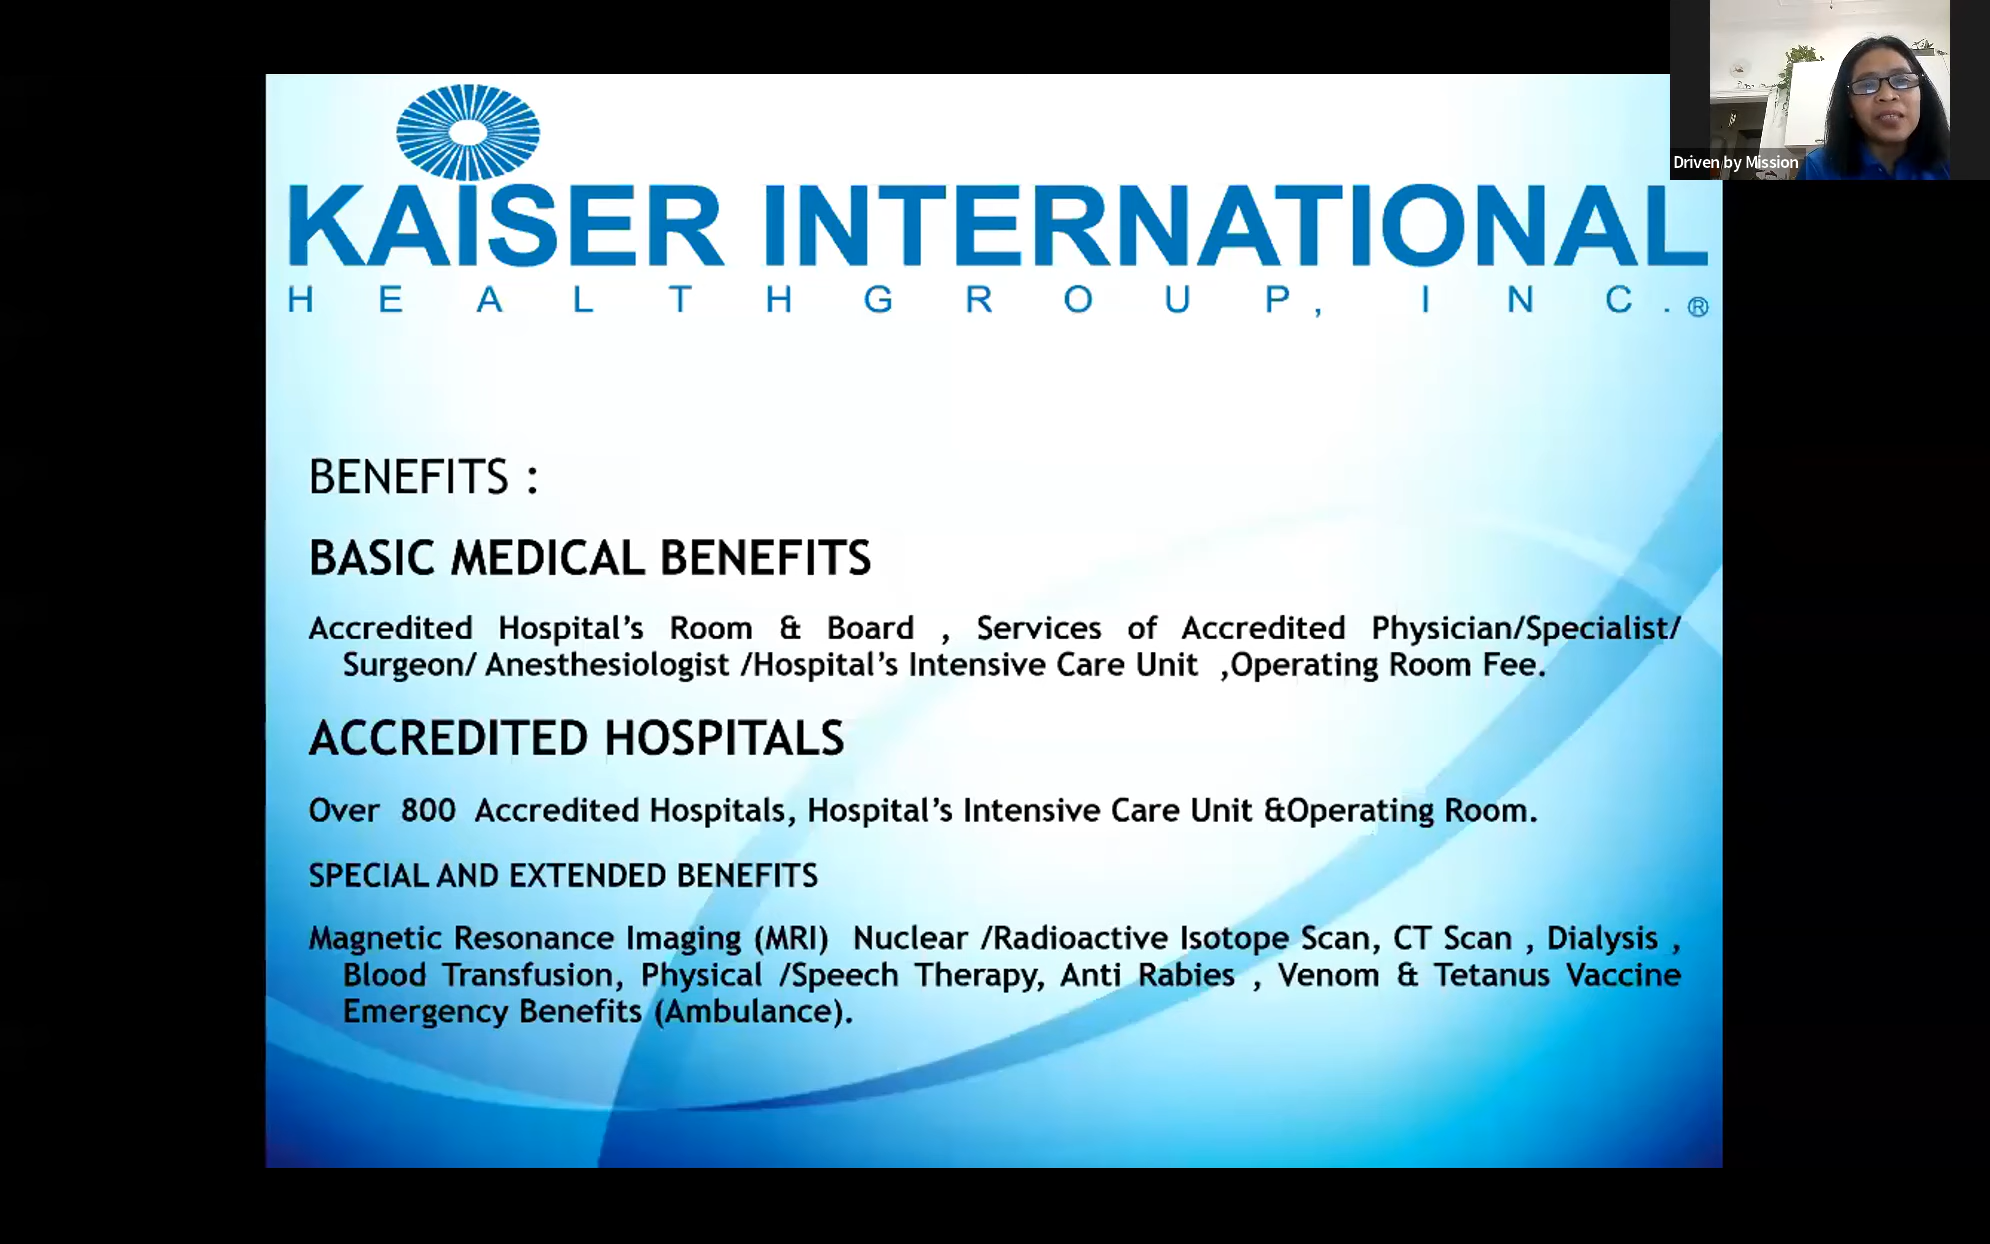 Driven by Mission
KAISER INTERNATIONAL
HEALTHGROUP, INC.®
BENEFITS :
BASIC MEDICAL BENEFITS
Accredited Hospital's Room & Board , Services of Accredited Physician/Specialist/
Surgeon/ Anesthesiologist /Hospital's Intensive Care Unit ,Operating Room Fee.
ACCREDITED HOSPITALS
Over 800 Accredited Hospitals, Hospital's Intensive Care Unit &Operating Room.
SPECIAL AND EXTENDED BENEFITS
Magnetic Resonance Imaging (MRI) Nuclear /Radioactive Isotope Scan, CT Scan , Dialysis ,
Blood Transfusion, Physical /Speech Therapy, Anti Rabies , Venom & Tetanus Vaccine
Emergency Benefits (Ambulance).